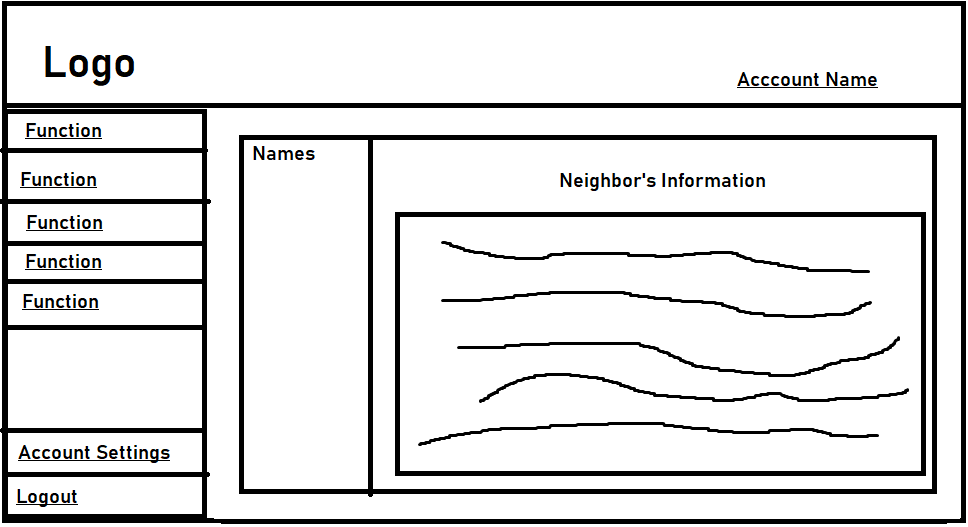 Logo
Acccount Name
Function
Function
Function
Function
Function
Account Settings
Logout
Names
Neighbor's Information